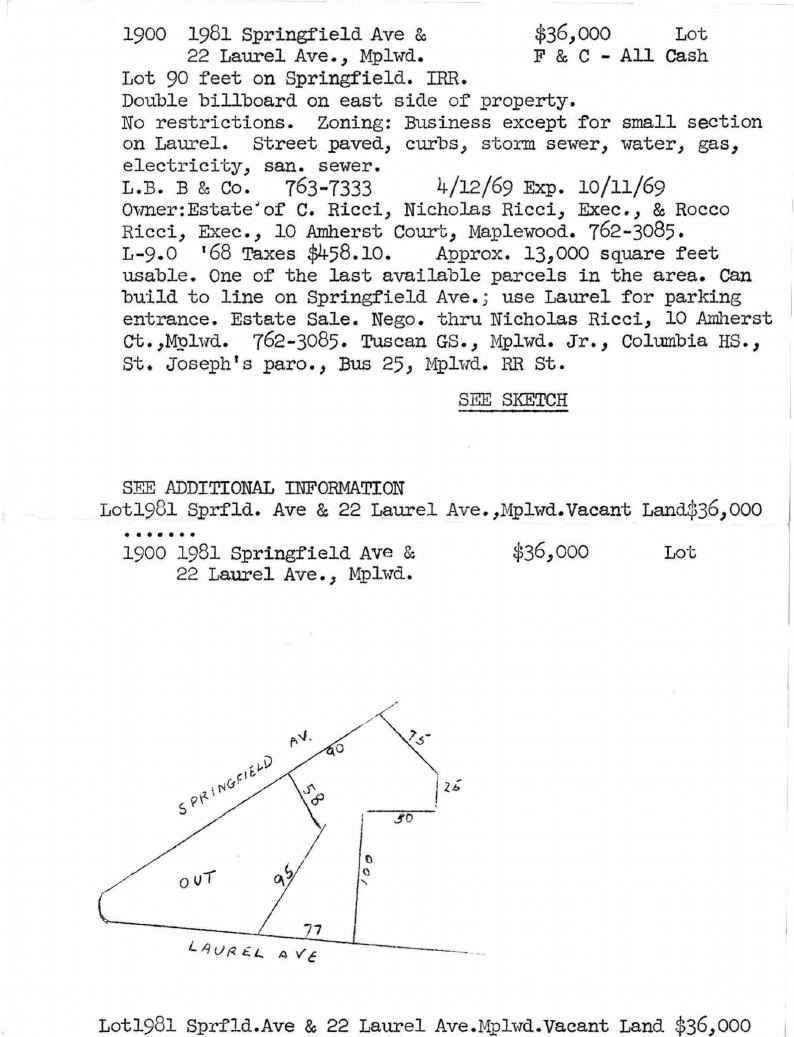 1900 1981 Springfield Ave & $36,000 Lot
22 Laurel Ave., Mplwd. F & C - All Cash
Lot 90 feet on Springfield. IRR.
Double billboard on east side of property.
No restrictions. Zoning: Business except for small section
on Laurel. Street paved, curbs, storm sewer, water, gas,
electricity, san. sewer.
L.B. B & Co. 763-7333 4/12/69 Exp. 10/11/69
Owner:Estate of C. Ricci, Nicholas Ricci, Exec., & Rocco
Ricci, Exec., 10 Amherst Court, Maplewood. 762-3085.
L-9.0 '68 Taxes $458.10. Approx. 13,000 square feet
usable. One of the last available parcels in the area. Can
build to line on Springfield Ave.; use Laurel for parking
entrance. Estate Sale. Nego. thru Nicholas Ricci, 10 Amherst
Ct.,Mplwd. 762-3085. Tuscan GS., Mplwd. Jr., Columbia HS.,
St. Joseph's paro., Bus 25, Mplwd. RR St.
SEE SKETCH
SEE ADDITIONAL INFORMATION
Lot1981 Sprfld. Ave & 22 Laurel Ave.,Mplwd.Vacant Land$36,000
.......
1900 1981 Springfield Ave & $36,000 Lot
22 Laurel Ave., Mplwd.
SPRINGFIELD AV.
90
75
58
25
50
OUT
95
100
77
LAUREL AVE
Lot1981 Sprfld.Ave & 22 Laurel Ave.Mplwd.Vacant Land $36,000